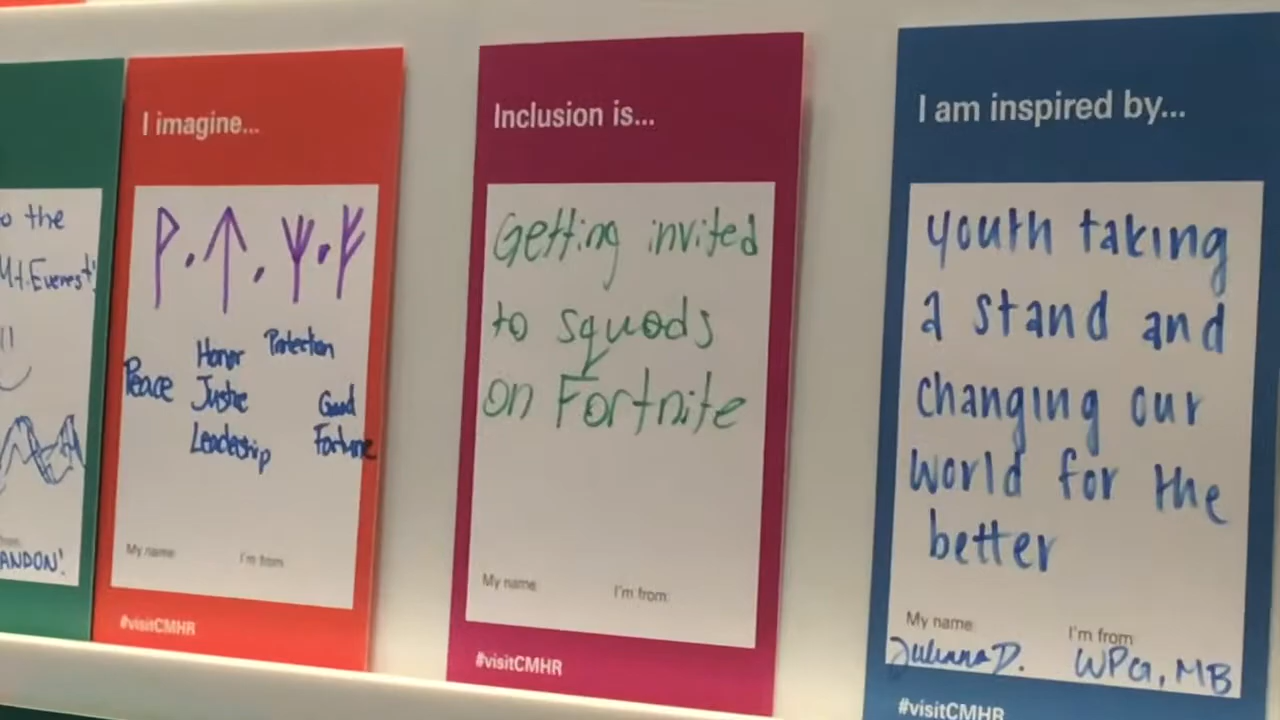 o the
Mt. Everest!
ANDON!
I imagine...
ᚹ.ᛏ.ᛉ.ᚠ
Peace
Honor
Justice
Leadership
Protection
Good
Fortune
My name
I'm from
#visitCMHR
Inclusion is...
Getting invited
to squads
on Fortnite
My name
I'm from
#visitCMHR
I am inspired by...
youth taking
a stand and
changing our
world for the
better
My name
I'm from
Julianna D.
WPG, MB
#visitCMHR